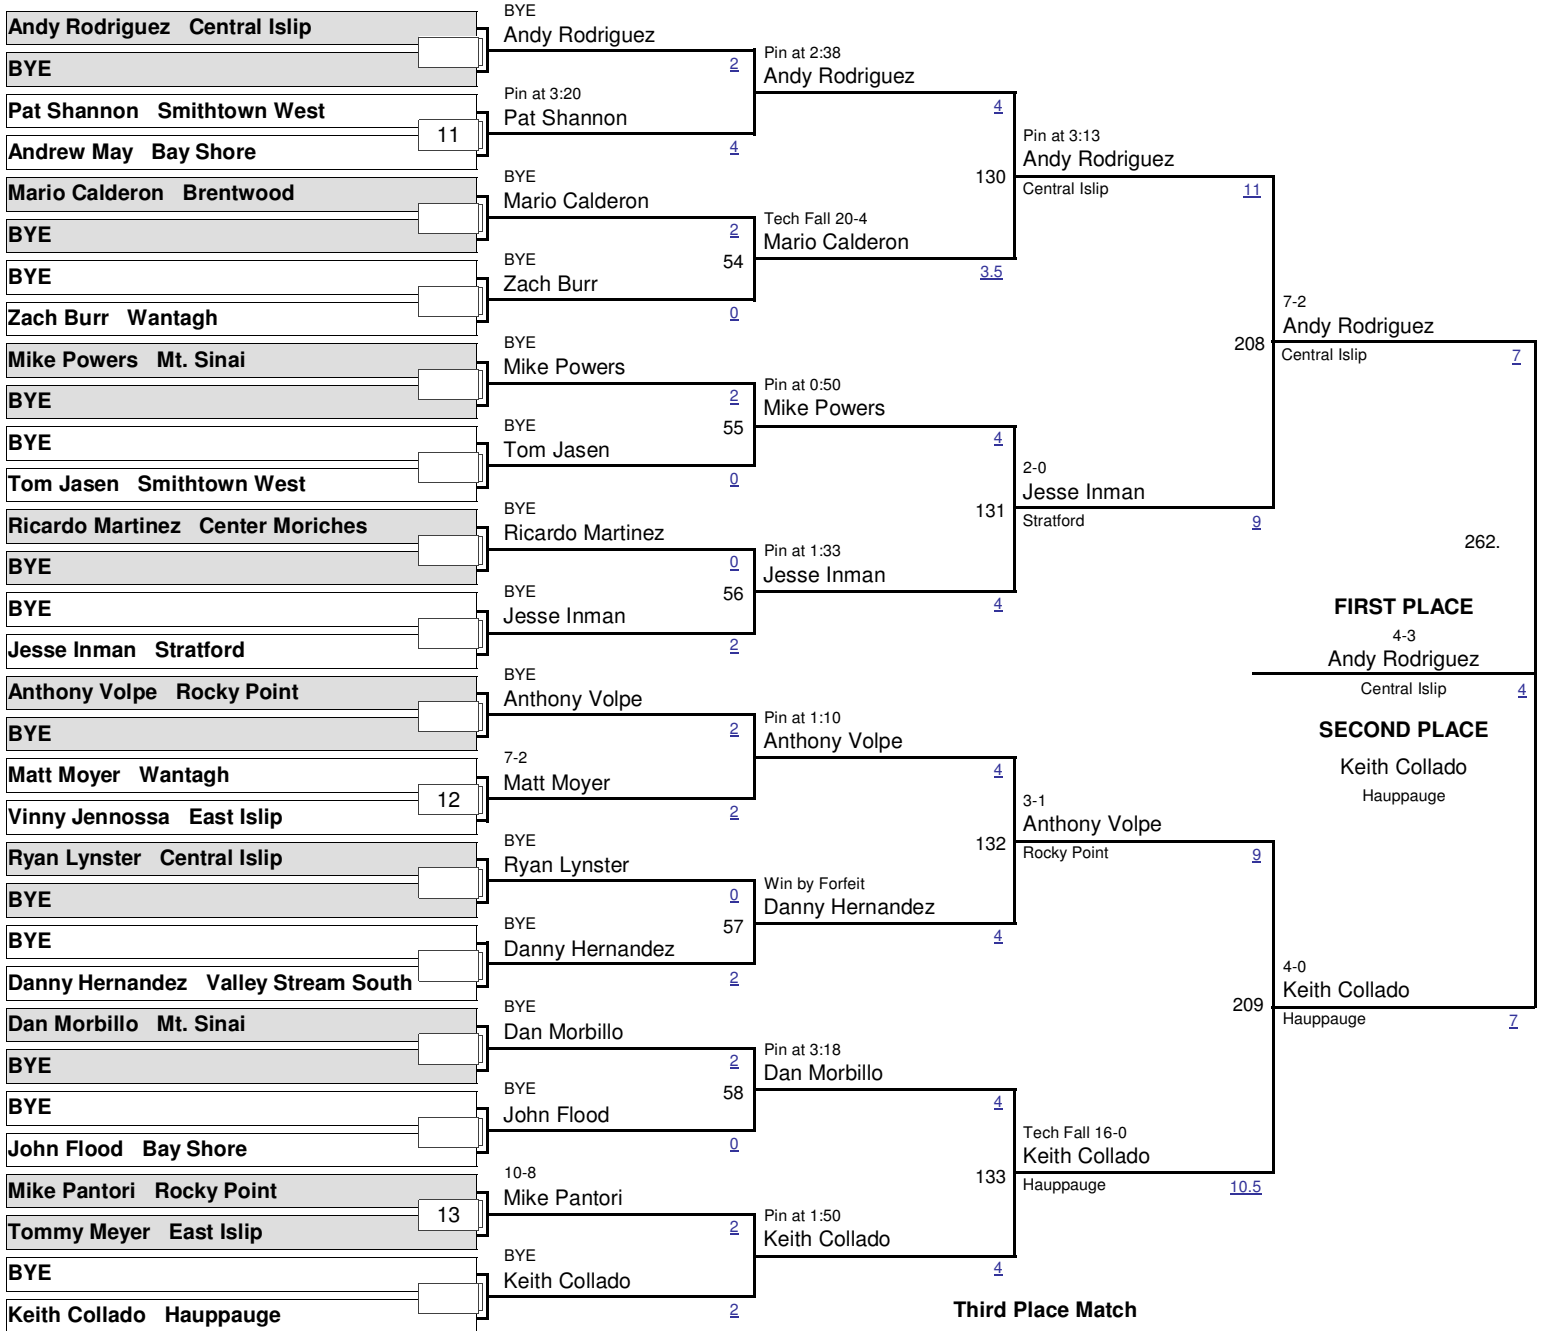 Andy Rodriguez Central Islip
BYE
Pat Shannon Smithtown West
11
Andrew May Bay Shore
Mario Calderon Brentwood
BYE
BYE
Zach Burr Wantagh
Mike Powers Mt. Sinai
BYE
BYE
Tom Jasen Smithtown West
Ricardo Martinez Center Moriches
BYE
BYE
Jesse Inman Stratford
Anthony Volpe Rocky Point
BYE
Matt Moyer Wantagh
12
Vinny Jennossa East Islip
Ryan Lynster Central Islip
BYE
BYE
Danny Hernandez Valley Stream South
Dan Morbillo Mt. Sinai
BYE
BYE
John Flood Bay Shore
Mike Pantori Rocky Point
13
Tommy Meyer East Islip
BYE
Keith Collado Hauppauge
BYE
Andy Rodriguez
2
Pin at 3:20
Pat Shannon
4
BYE
Mario Calderon
2
BYE
54
Zach Burr
0
BYE
Mike Powers
2
BYE
55
Tom Jasen
0
BYE
Ricardo Martinez
0
BYE
56
Jesse Inman
2
BYE
Anthony Volpe
2
7-2
Matt Moyer
2
BYE
Ryan Lynster
0
BYE
57
Danny Hernandez
2
BYE
Dan Morbillo
2
BYE
58
John Flood
0
10-8
Mike Pantori
2
BYE
Keith Collado
2
Pin at 2:38
Andy Rodriguez
4
130
Tech Fall 20-4
Mario Calderon
3.5
Pin at 0:50
Mike Powers
4
131
Pin at 1:33
Jesse Inman
4
Pin at 1:10
Anthony Volpe
4
132
Win by Forfeit
Danny Hernandez
4
Pin at 3:18
Dan Morbillo
4
133
Pin at 1:50
Keith Collado
4
Pin at 3:13
Andy Rodriguez
Central Islip
11
208
2-0
Jesse Inman
Stratford
9
3-1
Anthony Volpe
Rocky Point
9
209
Tech Fall 16-0
Keith Collado
Hauppauge
10.5
7-2
Andy Rodriguez
Central Islip
7
262.
FIRST PLACE
4-3
Andy Rodriguez
Central Islip
4
SECOND PLACE
Keith Collado
Hauppauge
4-0
Keith Collado
Hauppauge
7
Third Place Match